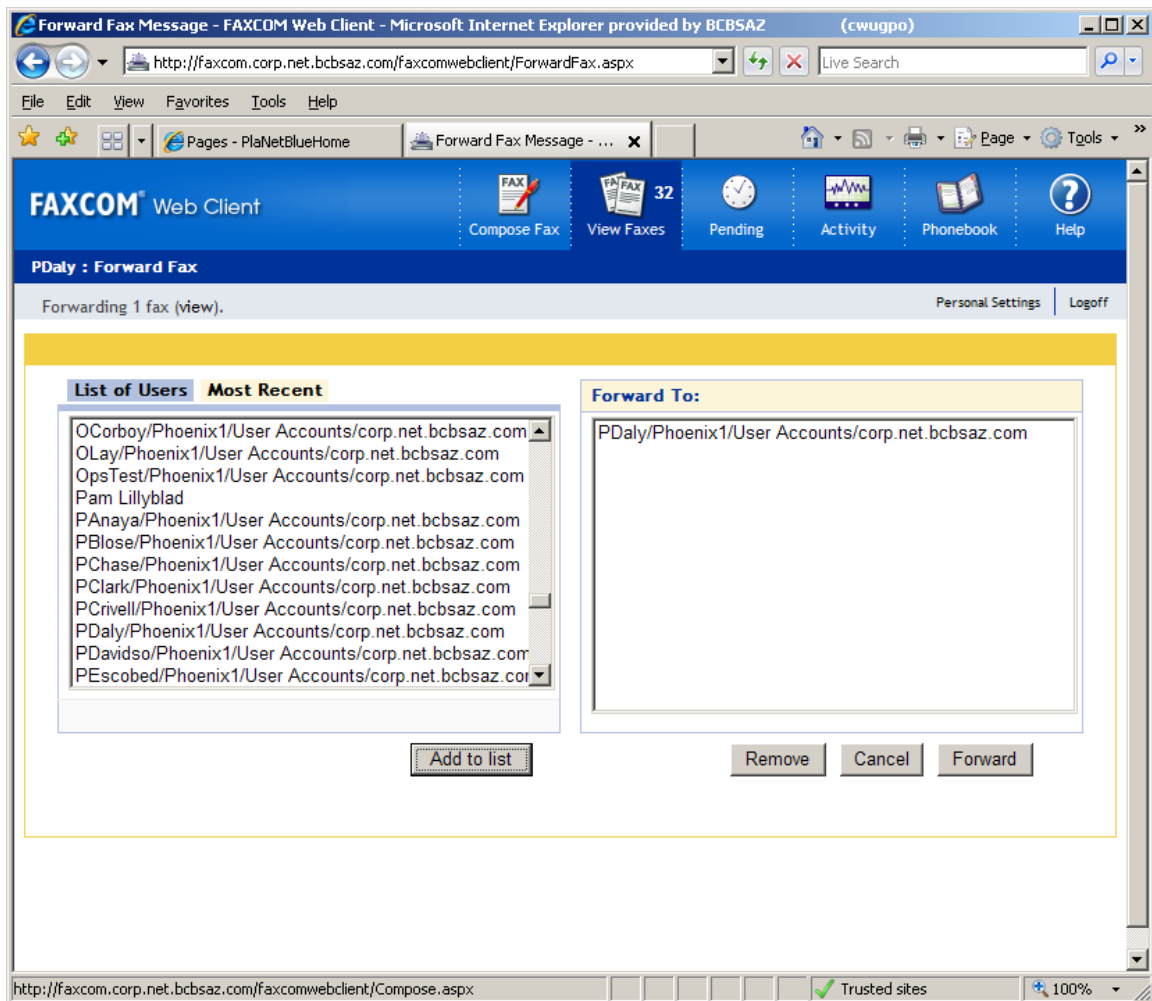 Forward Fax Message - FAXCOM Web Client - Microsoft Internet Explorer provided by BCBSAZ (cwugpo)
http://faxcom.corp.net.bcbsaz.com/faxcomwebclient/ForwardFax.aspx Live Search
File Edit View Favorites Tools Help
Pages - PlaNetBlueHome Forward Fax Message - ... Page Tools »
FAXCOM® Web Client
FAX
FAX FAX 32
Compose Fax View Faxes Pending Activity Phonebook Help
PDaly : Forward Fax
Forwarding 1 fax (view). Personal Settings Logoff
List of Users Most Recent
Forward To:
OCorboy/Phoenix1/User Accounts/corp.net.bcbsaz.com
OLay/Phoenix1/User Accounts/corp.net.bcbsaz.com
OpsTest/Phoenix1/User Accounts/corp.net.bcbsaz.com
Pam Lillyblad
PAnaya/Phoenix1/User Accounts/corp.net.bcbsaz.com
PBlose/Phoenix1/User Accounts/corp.net.bcbsaz.com
PChase/Phoenix1/User Accounts/corp.net.bcbsaz.com
PClark/Phoenix1/User Accounts/corp.net.bcbsaz.com
PCrivell/Phoenix1/User Accounts/corp.net.bcbsaz.com
PDaly/Phoenix1/User Accounts/corp.net.bcbsaz.com
PDavidso/Phoenix1/User Accounts/corp.net.bcbsaz.com
PEscobed/Phoenix1/User Accounts/corp.net.bcbsaz.cor
PDaly/Phoenix1/User Accounts/corp.net.bcbsaz.com
Add to list Remove Cancel Forward
http://faxcom.corp.net.bcbsaz.com/faxcomwebclient/Compose.aspx Trusted sites 100%